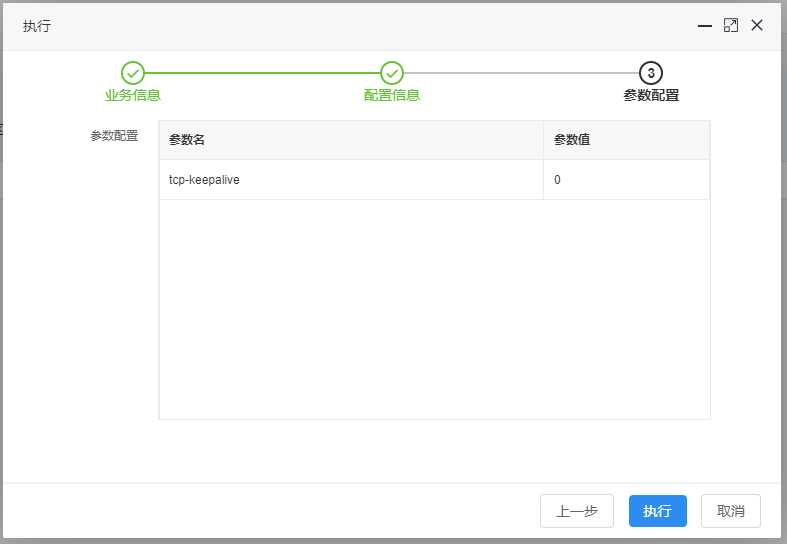 执行
3
业务信息
配置信息
参数配置
参数配置
参数名
参数值
tcp-keepalive
0
上一步
执行
取消